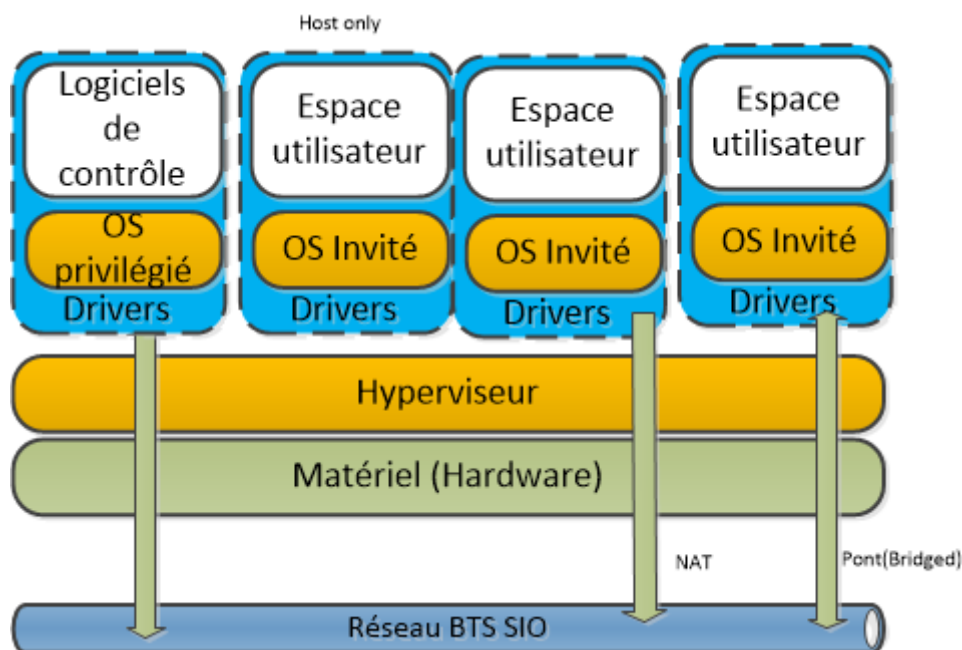 Host only
Logiciels
de
contrôle
OS
privilégié
Drivers
Espace
utilisateur
OS Invité
Drivers
Espace
utilisateur
OS Invité
Drivers
Espace
utilisateur
OS Invité
Drivers
Hyperviseur
Matériel (Hardware)
NAT
Pont(Bridged)
Réseau BTS SIO